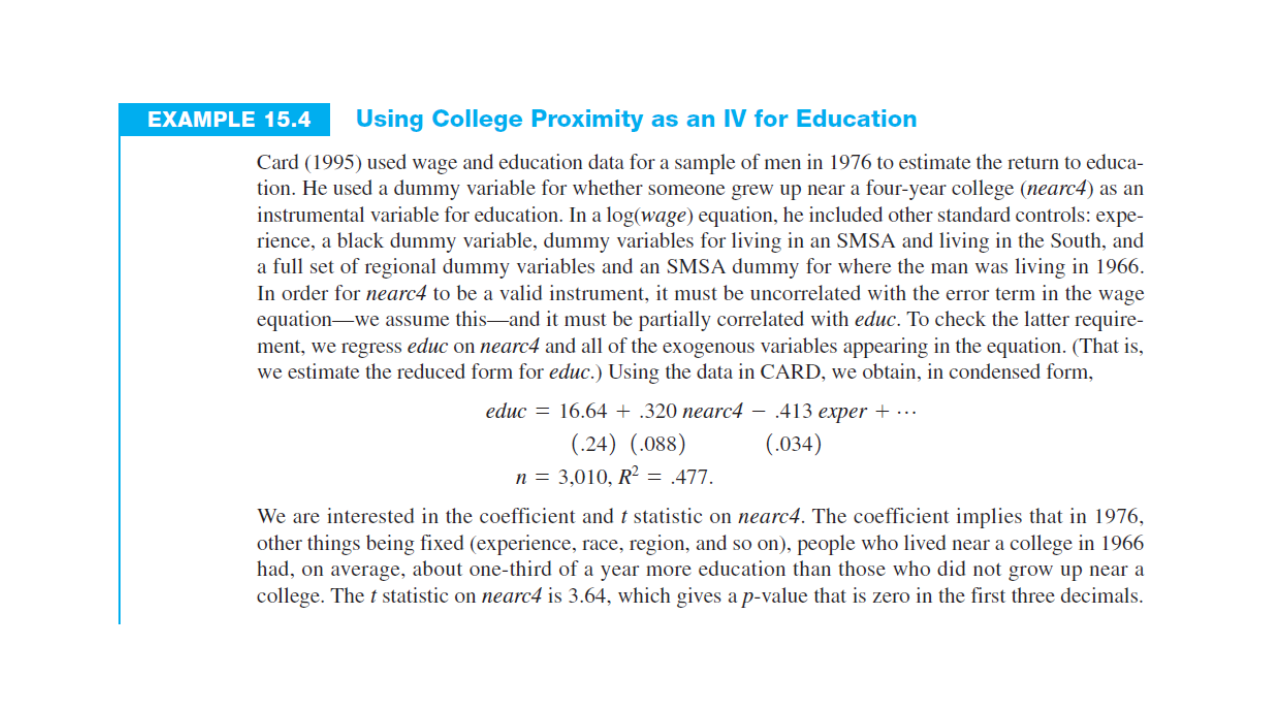 EXAMPLE 15.4 Using College Proximity as an IV for Education
Card (1995) used wage and education data for a sample of men in 1976 to estimate the return to educa-
tion. He used a dummy variable for whether someone grew up near a four-year college (nearc4) as an
instrumental variable for education. In a log(wage) equation, he included other standard controls: expe-
rience, a black dummy variable, dummy variables for living in an SMSA and living in the South, and
a full set of regional dummy variables and an SMSA dummy for where the man was living in 1966.
In order for nearc4 to be a valid instrument, it must be uncorrelated with the error term in the wage
equation—we assume this—and it must be partially correlated with educ. To check the latter require-
ment, we regress educ on nearc4 and all of the exogenous variables appearing in the equation. (That is,
we estimate the reduced form for educ.) Using the data in CARD, we obtain, in condensed form,
educ = 16.64 + .320 nearc4 − .413 exper + ⋯
(.24) (.088) (.034)
n = 3,010, R² = .477.
We are interested in the coefficient and t statistic on nearc4. The coefficient implies that in 1976,
other things being fixed (experience, race, region, and so on), people who lived near a college in 1966
had, on average, about one-third of a year more education than those who did not grow up near a
college. The t statistic on nearc4 is 3.64, which gives a p-value that is zero in the first three decimals.